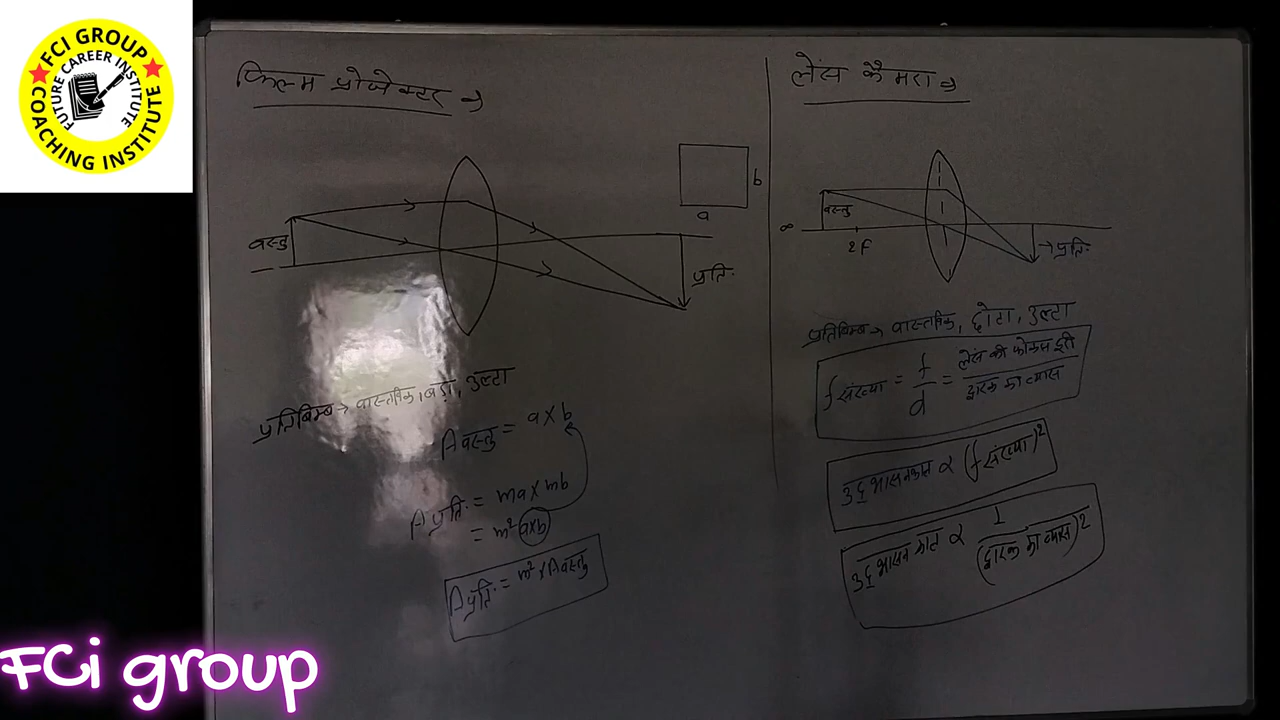 FCI GROUP
FUTURE CAREER INSTITUTE
COACHING INSTITUTE
फिल्म प्रोजेक्टर →
वस्तु
प्रति.
b
a
प्रतिबिम्ब → वास्तविक, बड़ा, उल्टा
A वस्तु = a x b
A प्रति. = ma x mb
= m² axb
A प्रति. = m² x A वस्तु
लेंस कैमरा →
वस्तु
∞
2F
→ प्रति.
प्रतिबिम्ब → वास्तविक, छोटा, उल्टा
f संख्या = f/d = लेंस की फोकस दूरी / द्वारक का व्यास
उद्भासनकाल ∝ (f संख्या)²
उद्भासन काल ∝ 1/(द्वारक का व्यास)²
FCi group